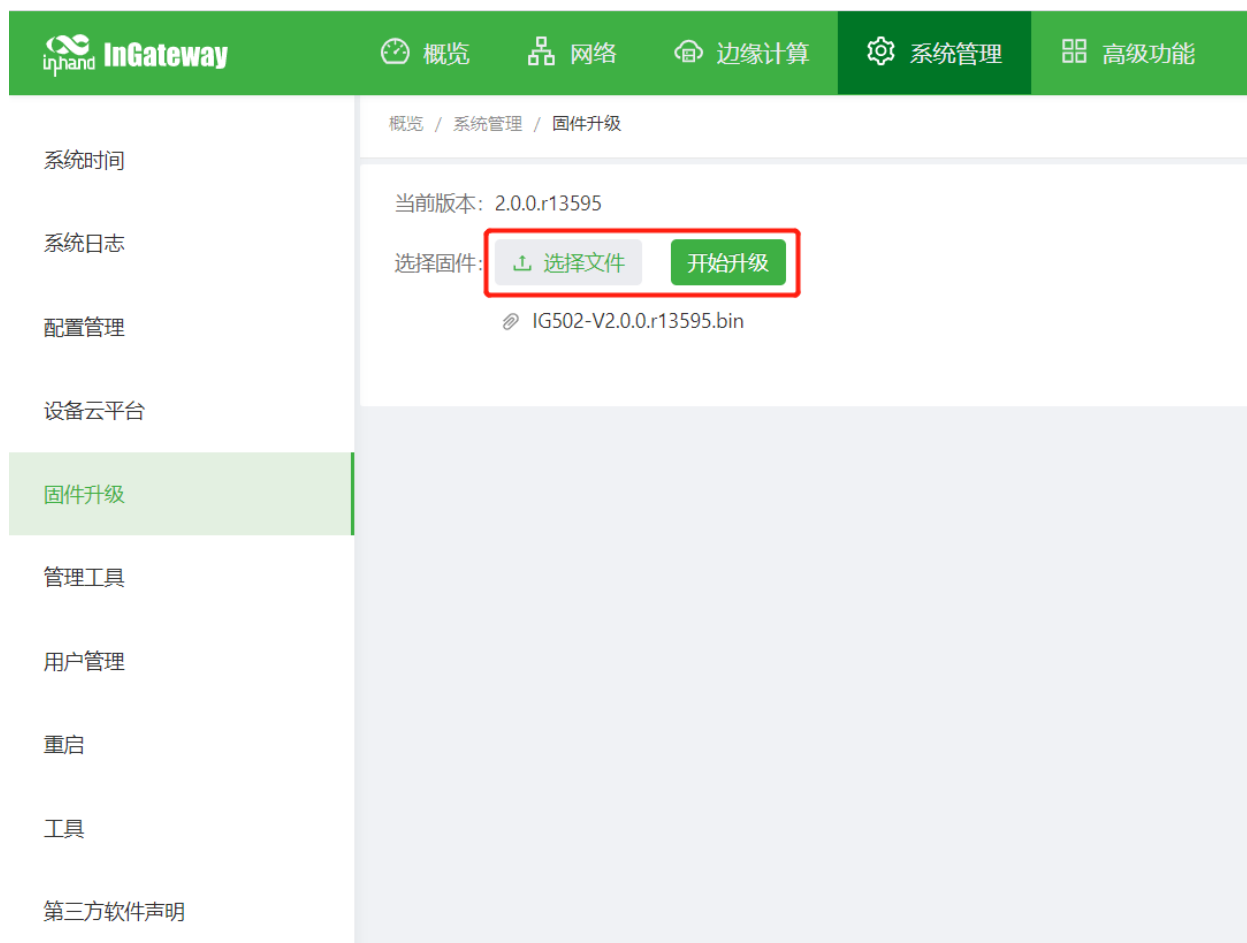 inhand InGateway 概览 网络 边缘计算 系统管理 高级功能
概览 / 系统管理 / 固件升级
系统时间
系统日志
配置管理
设备云平台
固件升级
管理工具
用户管理
重启
工具
第三方软件声明
当前版本: 2.0.0.r13595
选择固件: 选择文件 开始升级
IG502-V2.0.0.r13595.bin